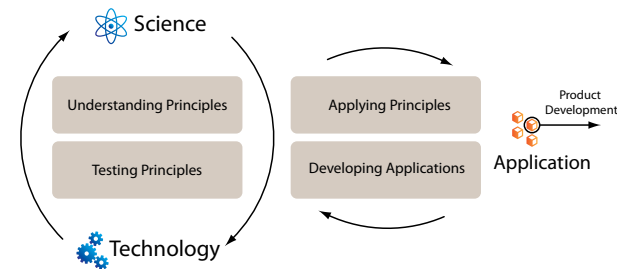 Science
Understanding Principles
Testing Principles
Technology
Applying Principles
Developing Applications
Application
Product
Development